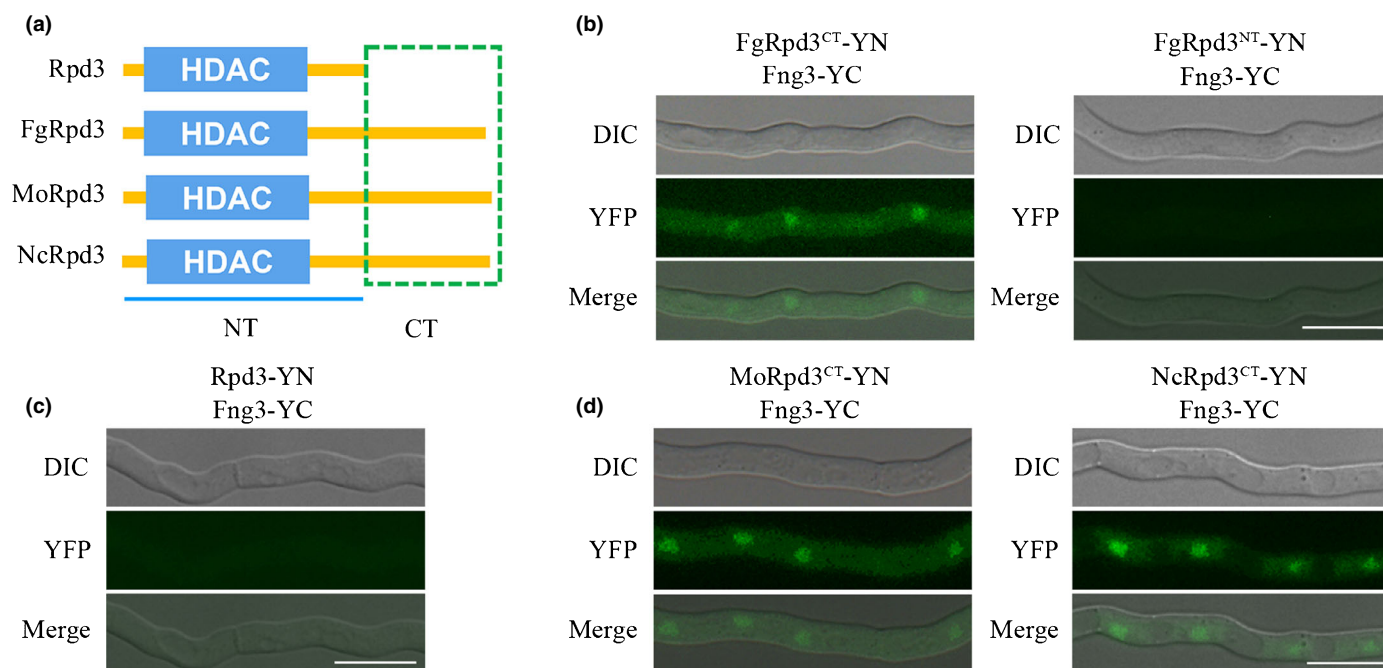 (a)
Rpd3
HDAC
FgRpd3
HDAC
MoRpd3
HDAC
NcRpd3
HDAC
NT
CT
(b)
FgRpd3ᶜᵀ-YN
Fng3-YC
DIC
YFP
Merge
FgRpd3ᴺᵀ-YN
Fng3-YC
DIC
YFP
Merge
(c)
Rpd3-YN
Fng3-YC
DIC
YFP
Merge
(d)
MoRpd3ᶜᵀ-YN
Fng3-YC
DIC
YFP
Merge
NcRpd3ᶜᵀ-YN
Fng3-YC
DIC
YFP
Merge